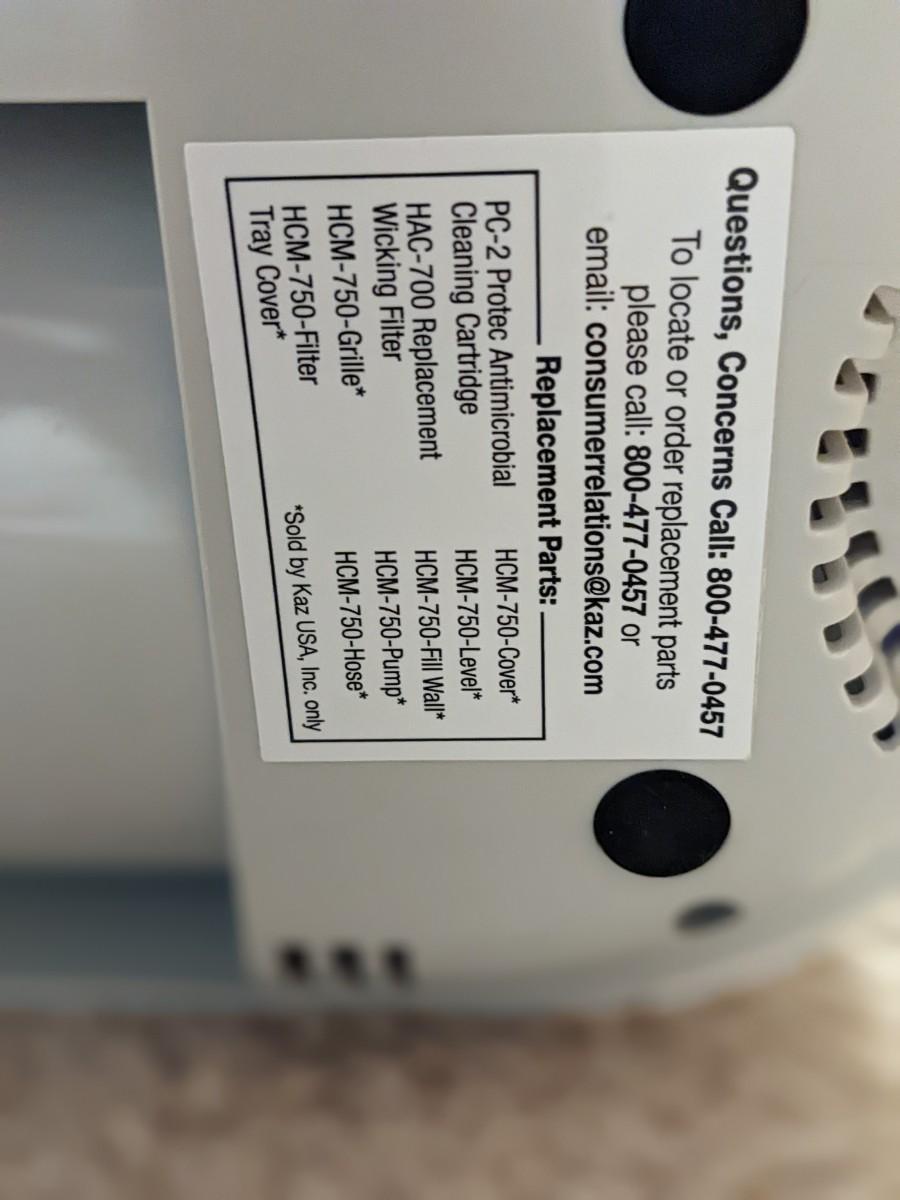 Questions, Concerns Call: 800-477-0457
To locate or order replacement parts
please call: 800-477-0457 or
email: consumerrelations@kaz.com
Replacement Parts:
PC-2 Protec Antimicrobial
Cleaning Cartridge
HAC-700 Replacement
Wicking Filter
HCM-750-Grille*
HCM-750-Filter
Tray Cover*
HCM-750-Cover*
HCM-750-Level*
HCM-750-Fill Wall*
HCM-750-Pump*
HCM-750-Hose*
*Sold by Kaz USA, Inc. only